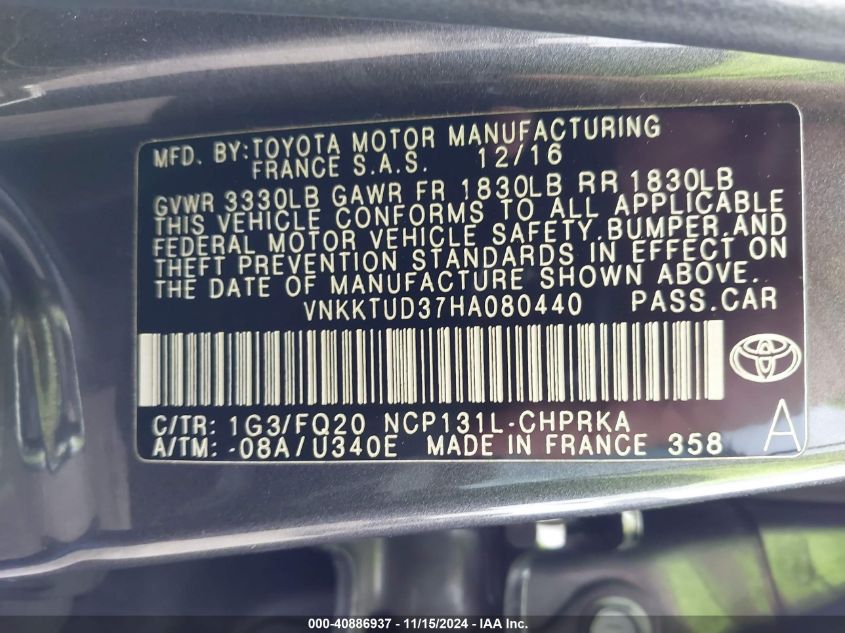 MFD. BY: TOYOTA MOTOR MANUFACTURING
FRANCE S.A.S. 12/16
GVWR 3330LB GAWR FR 1830LB RR 1830LB
THIS VEHICLE CONFORMS TO ALL APPLICABLE
FEDERAL MOTOR VEHICLE SAFETY,BUMPER,AND
THEFT PREVENTION STANDARDS IN EFFECT ON
THE DATE OF MANUFACTURE SHOWN ABOVE.
VNKKTUD37HA080440 PASS.CAR
C/TR: 1G3/FQ20 NCP131L-CHPRKA
A/TM: -08A/U340E MADE IN FRANCE 358
A
000-40886937 - 11/15/2024 - IAA Inc.